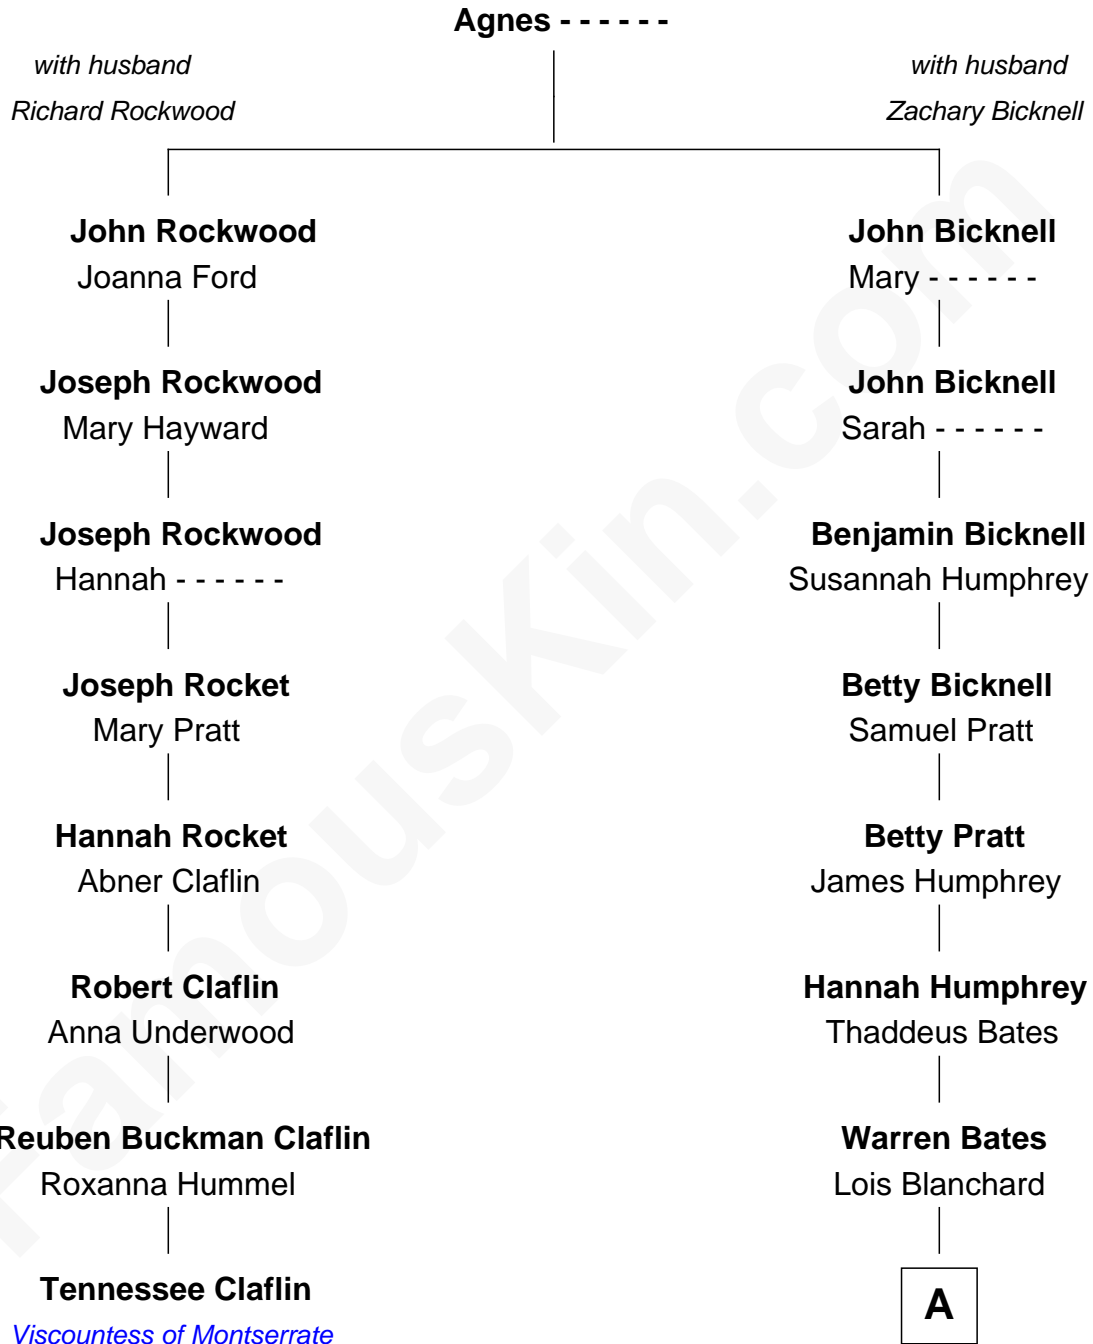 Agnes - - - - - -
with husband
Richard Rockwood
with husband
Zachary Bicknell
John Rockwood
Joanna Ford
John Bicknell
Mary - - - - - -
Joseph Rockwood
Mary Hayward
John Bicknell
Sarah - - - - - -
Joseph Rockwood
Hannah - - - - - -
Benjamin Bicknell
Susannah Humphrey
Joseph Rocket
Mary Pratt
Betty Bicknell
Samuel Pratt
Hannah Rocket
Abner Claflin
Betty Pratt
James Humphrey
Robert Claflin
Anna Underwood
Hannah Humphrey
Thaddeus Bates
Reuben Buckman Claflin
Roxanna Hummel
Warren Bates
Lois Blanchard
Tennessee Claflin
Viscountess of Montserrate
A
FamousKin.com